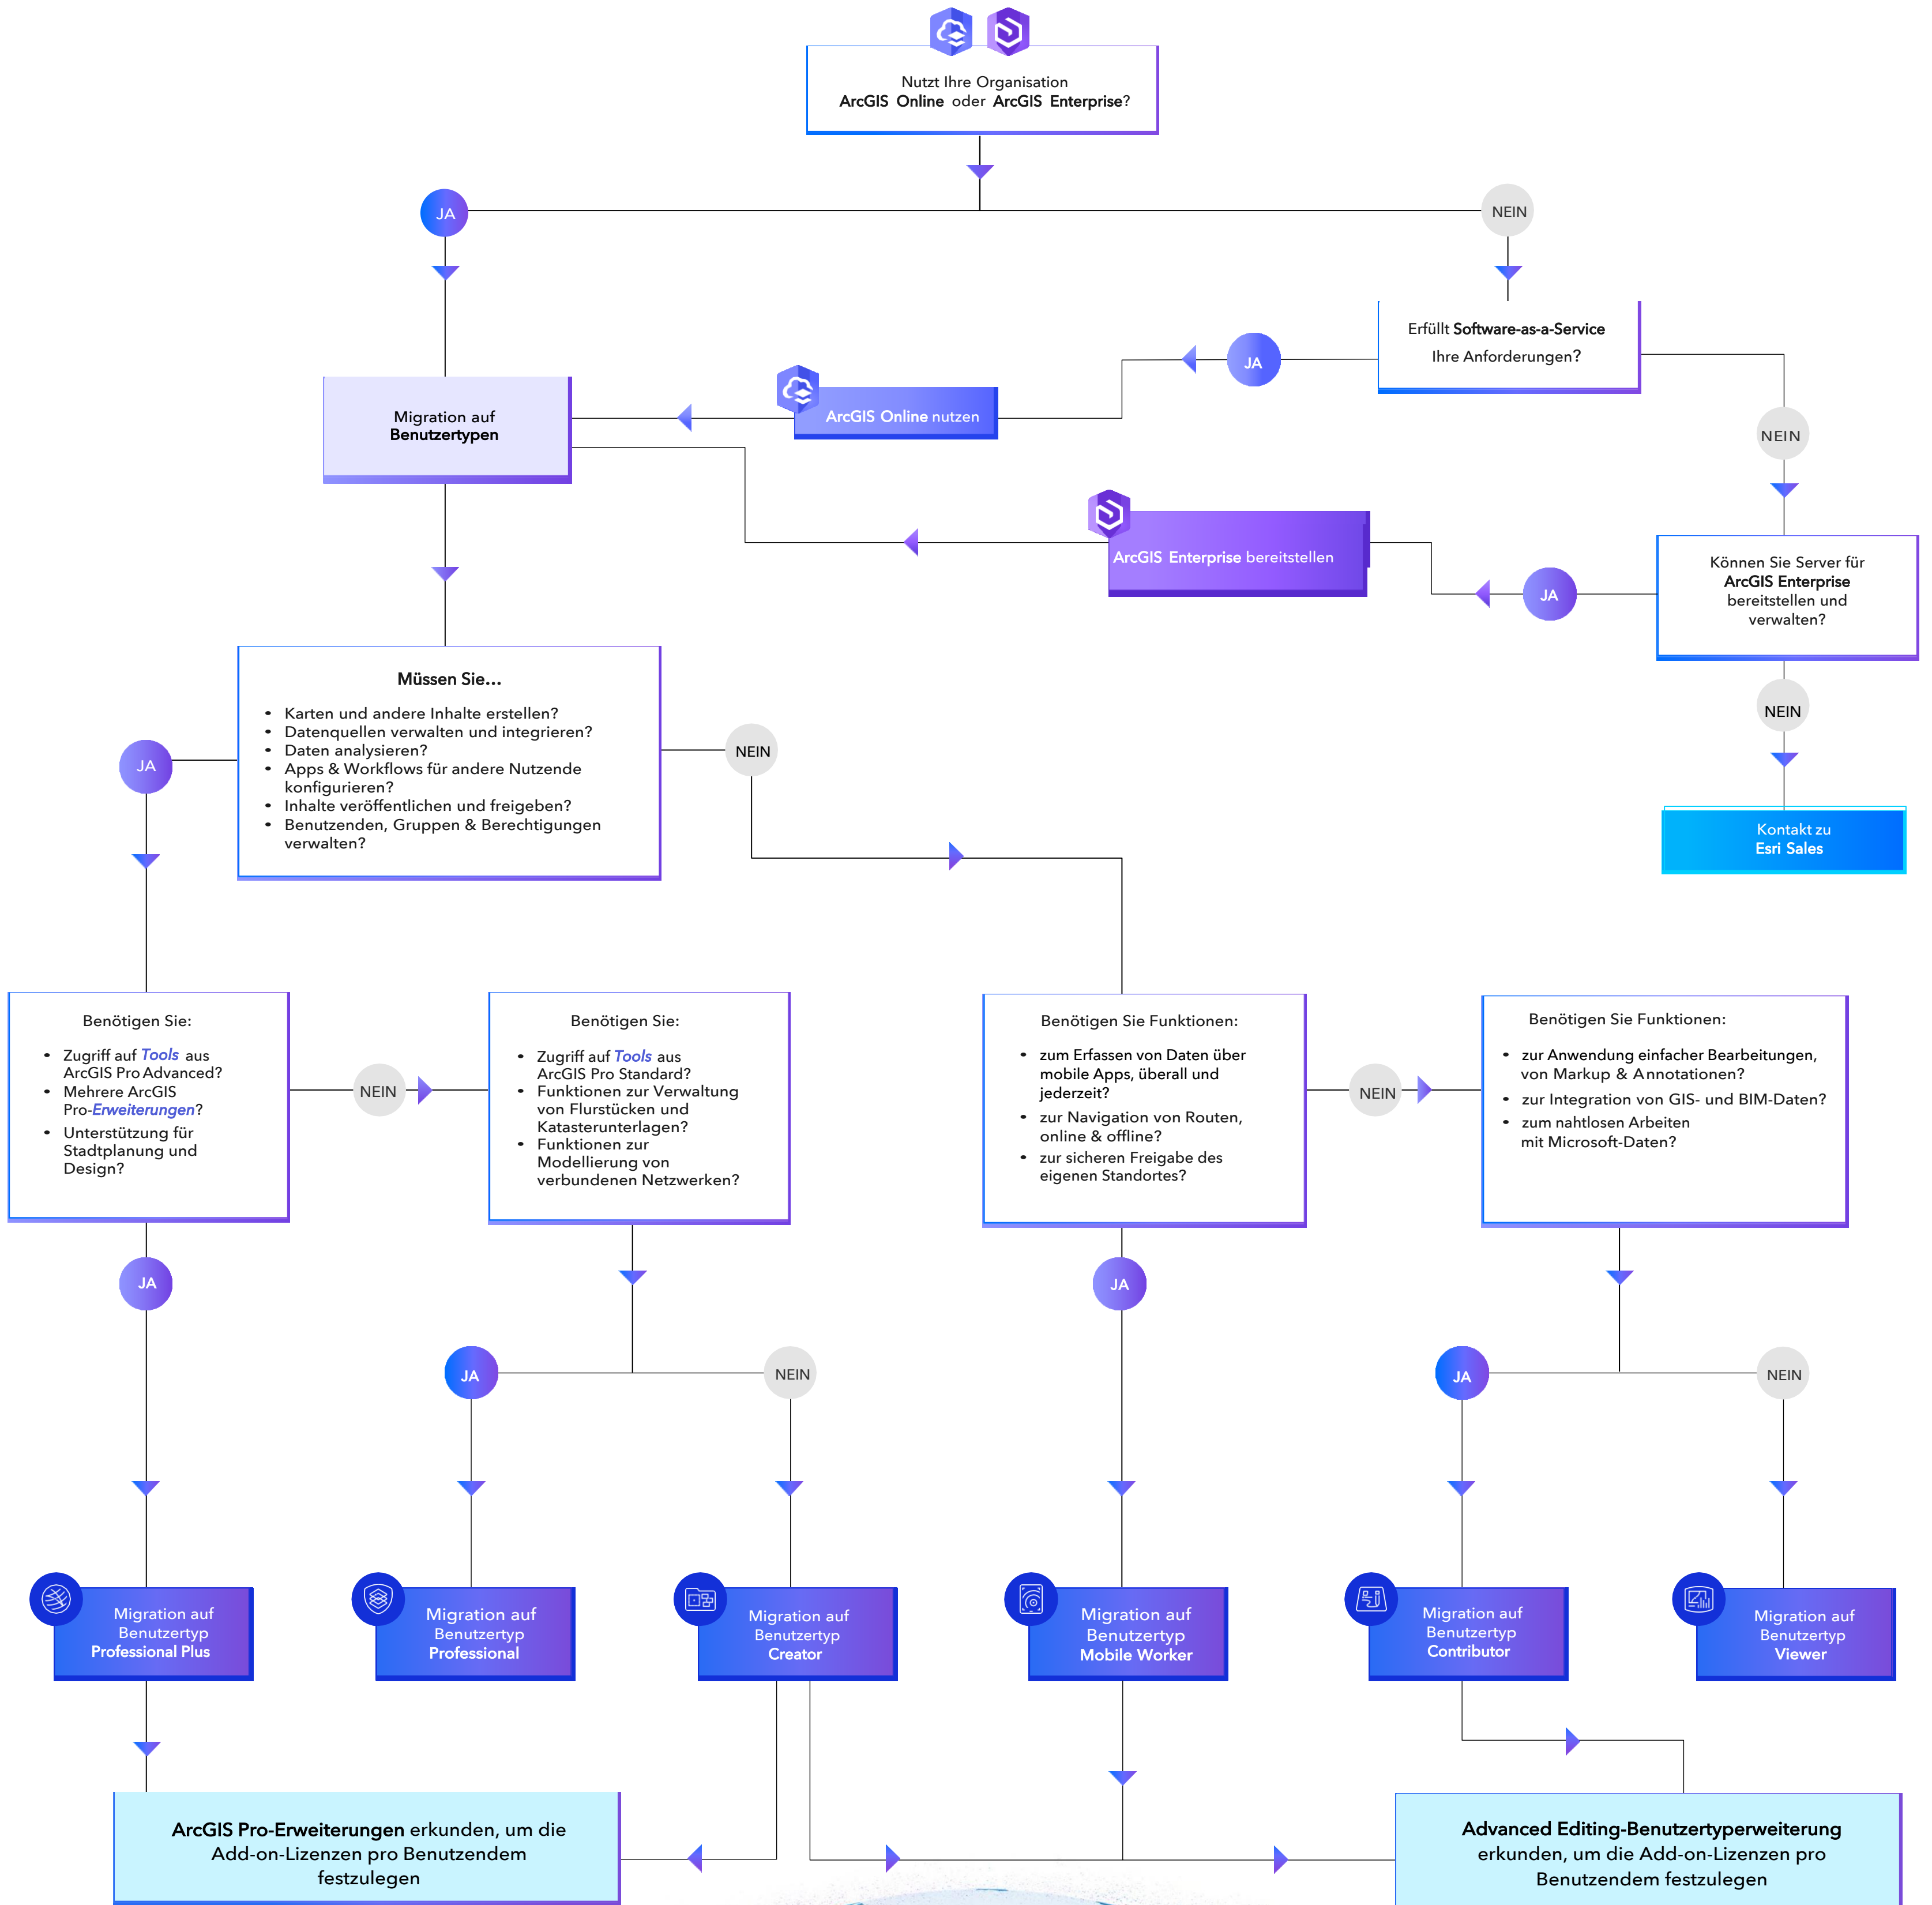 Nutzt Ihre Organisation
ArcGIS Online oder ArcGIS Enterprise?
JA
NEIN
Erfüllt Software-as-a-Service
Ihre Anforderungen?
JA
NEIN
Migration auf
Benutzertypen
ArcGIS Online nutzen
ArcGIS Enterprise bereitstellen
JA
Können Sie Server für
ArcGIS Enterprise
bereitstellen und
verwalten?
NEIN
Kontakt zu
Esri Sales
Müssen Sie...
• Karten und andere Inhalte erstellen?
• Datenquellen verwalten und integrieren?
• Daten analysieren?
• Apps & Workflows für andere Nutzende
konfigurieren?
• Inhalte veröffentlichen und freigeben?
• Benutzenden, Gruppen & Berechtigungen
verwalten?
JA
NEIN
Benötigen Sie:
• Zugriff auf Tools aus
ArcGIS Pro Advanced?
• Mehrere ArcGIS
Pro-Erweiterungen?
• Unterstützung für
Stadtplanung und
Design?
NEIN
Benötigen Sie:
• Zugriff auf Tools aus
ArcGIS Pro Standard?
• Funktionen zur Verwaltung
von Flurstücken und
Katasterunterlagen?
• Funktionen zur
Modellierung von
verbundenen Netzwerken?
Benötigen Sie Funktionen:
• zum Erfassen von Daten über
mobile Apps, überall und
jederzeit?
• zur Navigation von Routen,
online & offline?
• zur sicheren Freigabe des
eigenen Standortes?
NEIN
Benötigen Sie Funktionen:
• zur Anwendung einfacher Bearbeitungen,
von Markup & Annotationen?
• zur Integration von GIS- und BIM-Daten?
• zum nahtlosen Arbeiten
mit Microsoft-Daten?
JA
JA
NEIN
JA
JA
NEIN
Migration auf
Benutzertyp
Professional Plus
Migration auf
Benutzertyp
Professional
Migration auf
Benutzertyp
Creator
Migration auf
Benutzertyp
Mobile Worker
Migration auf
Benutzertyp
Contributor
Migration auf
Benutzertyp
Viewer
ArcGIS Pro-Erweiterungen erkunden, um die
Add-on-Lizenzen pro Benutzendem
festzulegen
Advanced Editing-Benutzertyperweiterung
erkunden, um die Add-on-Lizenzen pro
Benutzendem festzulegen